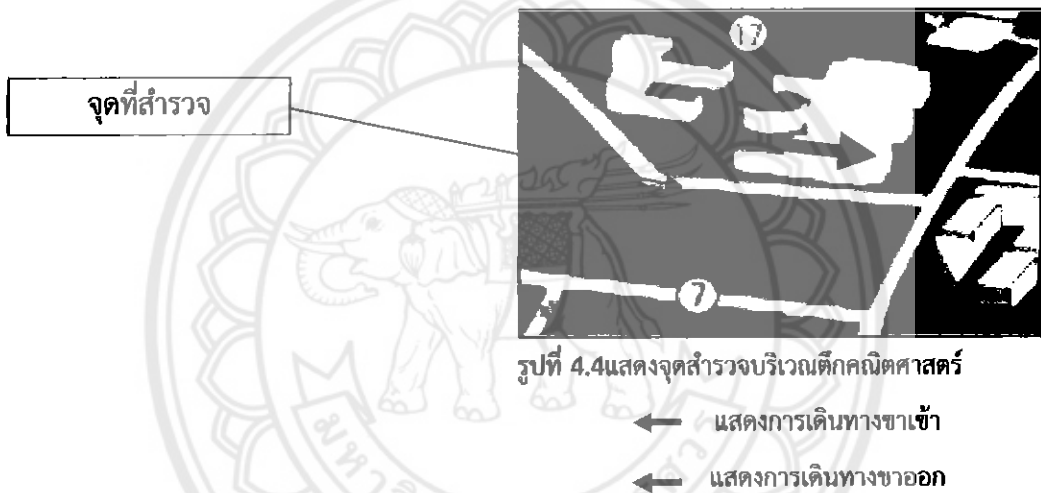 17
จุดที่สำรวจ
7
รูปที่ 4.4แสดงจุดสำรวจบริเวณตึกคณิตศาสตร์
แสดงการเดินทางขาเข้า
แสดงการเดินทางขาออก